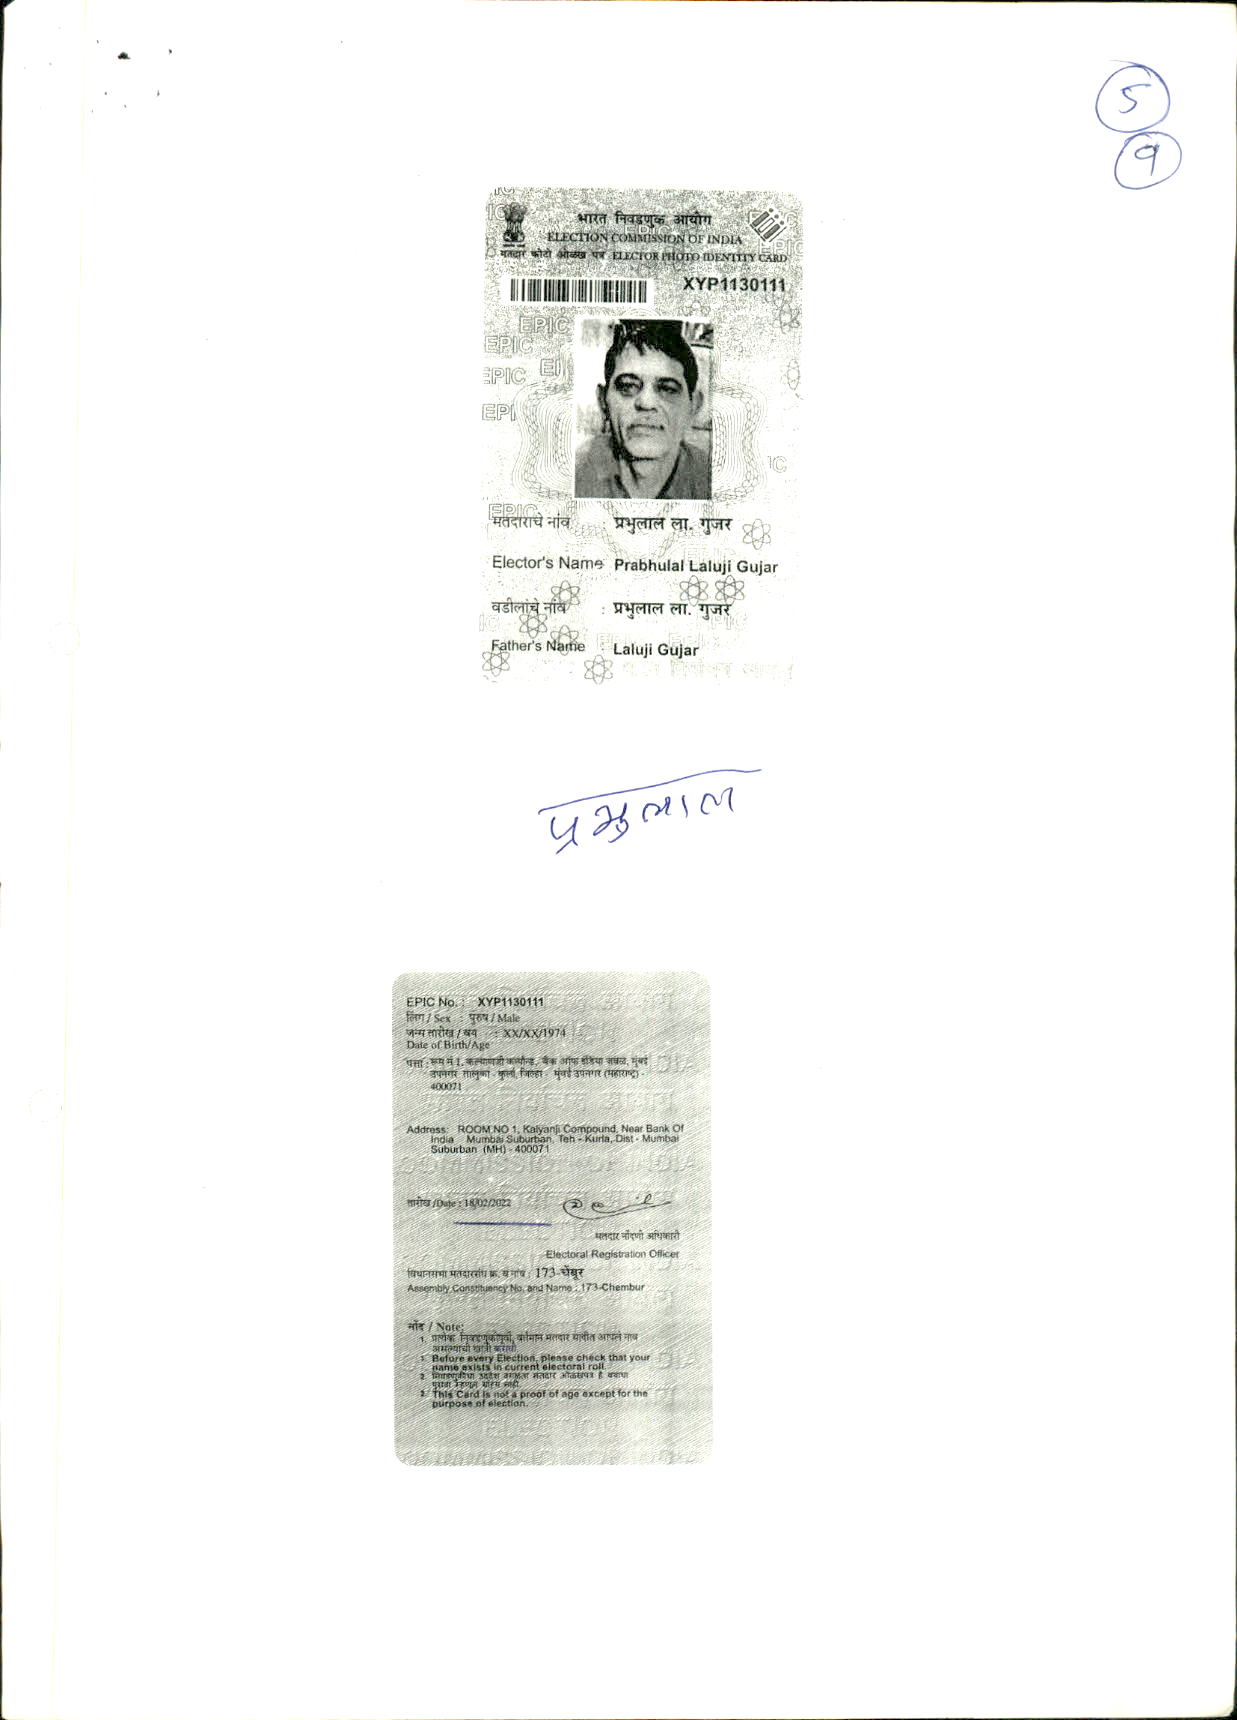 5
9
भारत निवडणुक आयोग
ELECTION COMMISSION OF INDIA
मतदार फोटो ओळख पत्र ELECTOR PHOTO IDENTITY CARD
XYP1130111
मतदाराचे नांव : प्रभुलाल ला. गुजर
Elector's Name Prabhulal Laluji Gujar
वडीलांचे नांव : प्रभुलाल ला. गुजर
Father's Name : Laluji Gujar
प्रभुलाल
EPIC No. : XYP1130111
लिंग / Sex : पुरुष / Male
जन्म तारीख / वय : XX/XX/1974
Date of Birth/Age
पत्ता : रूम नं 1, कल्याणजी कम्पौन्ड, बँक ऑफ इंडिया जवळ, मुंबई
उपनगर तालुका - कुर्ला, जिल्हा - मुंबई उपनगर (महाराष्ट्र) -
400071
Address: ROOM NO 1, Kalyanji Compound, Near Bank Of
India Mumbai Suburban, Teh - Kurla, Dist - Mumbai
Suburban (MH) - 400071
तारीख /Date : 18/02/2022
मतदार नोंदणी अधिकारी
Electoral Registration Officer
विधानसभा मतदारसंघ क्र. व नांव : 173-चेंबूर
Assembly Constituency No. and Name : 173-Chembur
नोंद / Note:
1. प्रत्येक निवडणुकीपूर्वी, वर्तमान मतदार यादीत आपले नाव
असल्याची खात्री करावी.
1. Before every Election, please check that your
name exists in current electoral roll.
2. मतदार ओळखपत्र हे वयाचा
पुरावा म्हणून ग्राह्य नाही.
2. This Card is not a proof of age except for the
purpose of election.